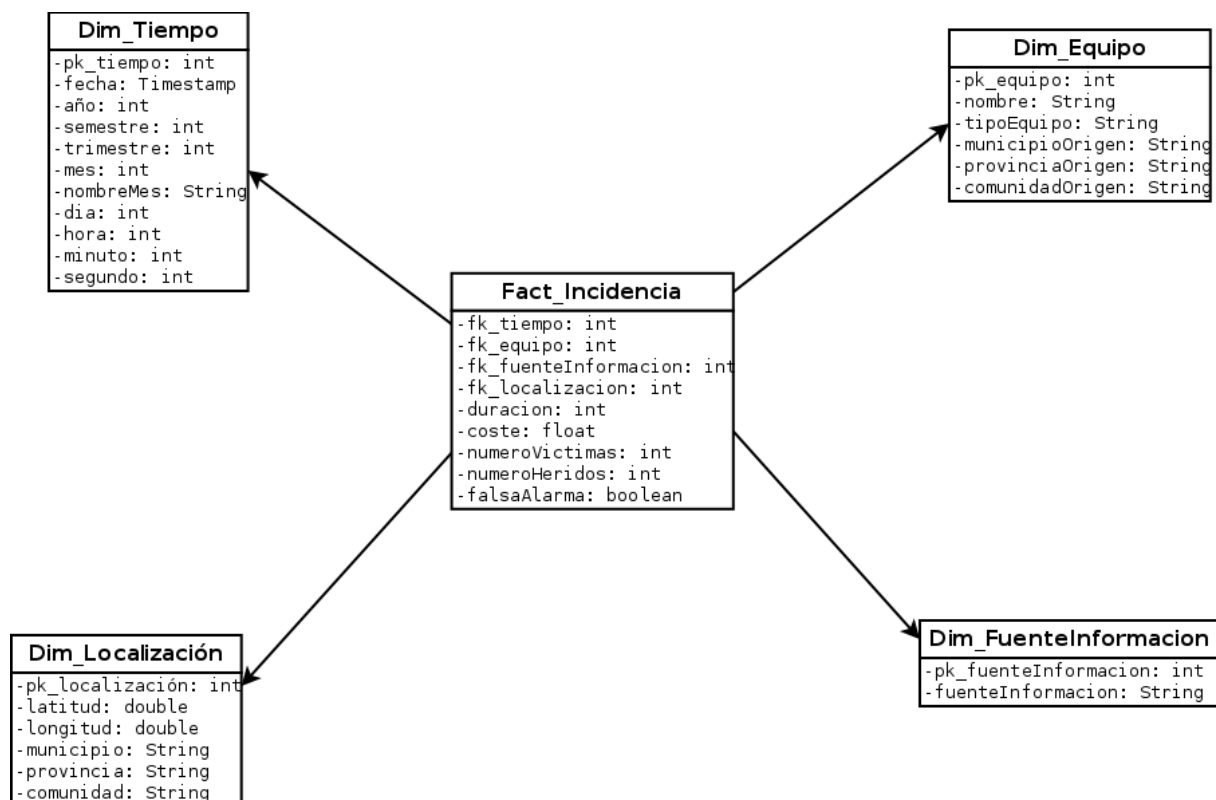 Dim_Tiempo
-pk_tiempo: int
-fecha: Timestamp
-año: int
-semestre: int
-trimestre: int
-mes: int
-nombreMes: String
-dia: int
-hora: int
-minuto: int
-segundo: int
Dim_Equipo
-pk_equipo: int
-nombre: String
-tipoEquipo: String
-municipioOrigen: String
-provinciaOrigen: String
-comunidadOrigen: String
Fact_Incidencia
-fk_tiempo: int
-fk_equipo: int
-fk_fuenteInformacion: int
-fk_localizacion: int
-duracion: int
-coste: float
-numeroVictimas: int
-numeroHeridos: int
-falsaAlarma: boolean
Dim_Localización
-pk_localización: int
-latitud: double
-longitud: double
-municipio: String
-provincia: String
-comunidad: String
Dim_FuenteInformacion
-pk_fuenteInformacion: int
-fuenteInformacion: String